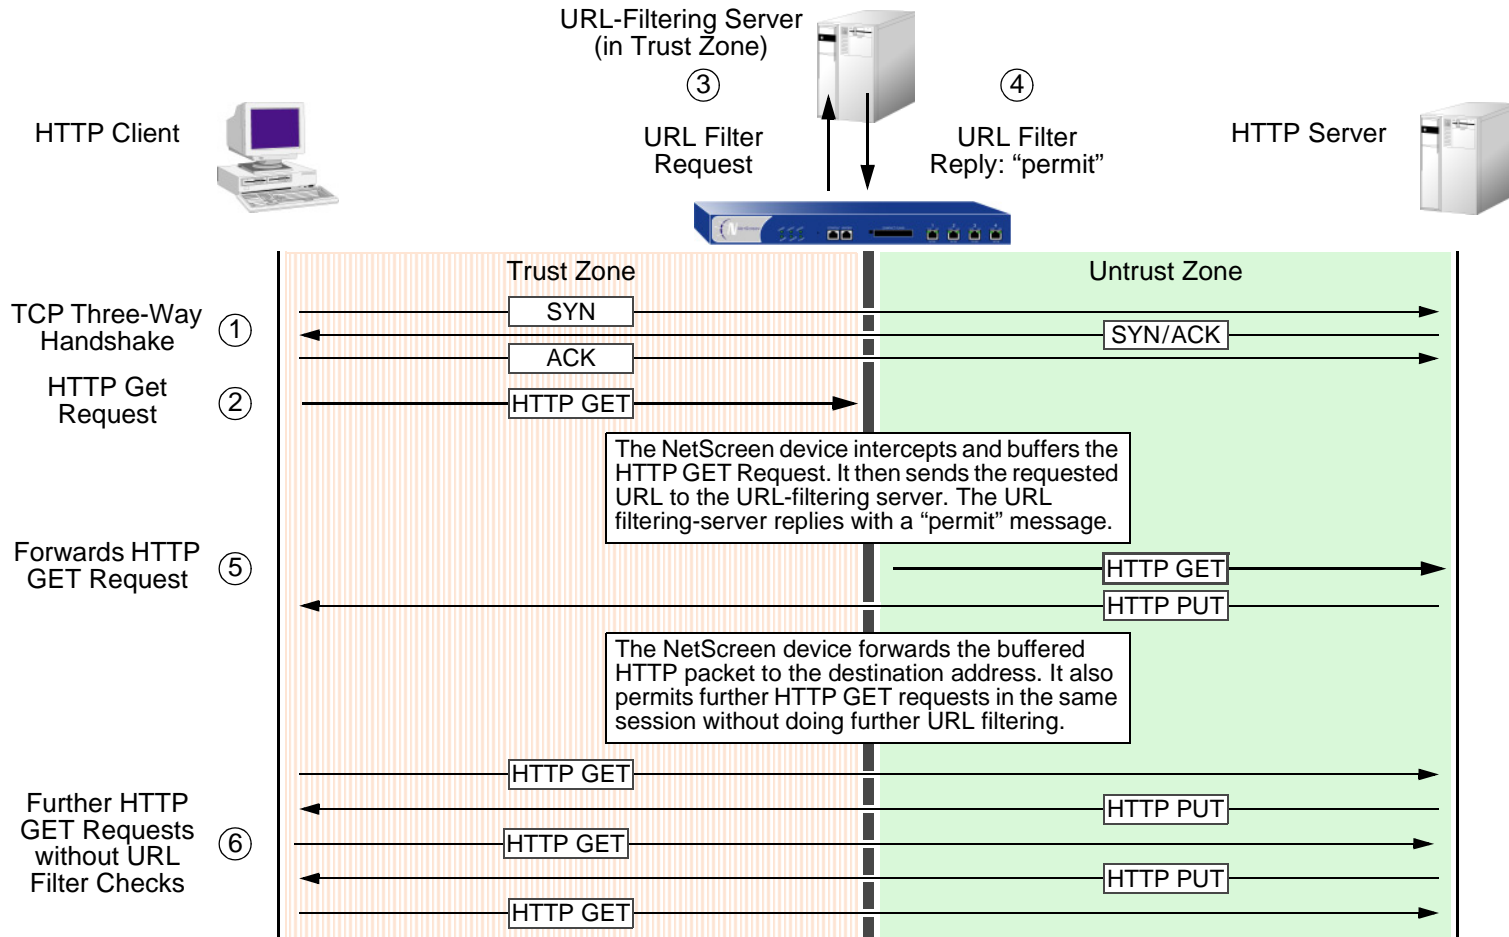 URL-Filtering Server
(in Trust Zone)
3
4
HTTP Client
URL Filter
Request
URL Filter
Reply: “permit”
HTTP Server
Trust Zone
Untrust Zone
TCP Three-Way
Handshake
1
SYN
SYN/ACK
ACK
HTTP Get
Request
2
HTTP GET
The NetScreen device intercepts and buffers the
HTTP GET Request. It then sends the requested
URL to the URL-filtering server. The URL
filtering-server replies with a “permit” message.
Forwards HTTP
GET Request
5
HTTP GET
HTTP PUT
The NetScreen device forwards the buffered
HTTP packet to the destination address. It also
permits further HTTP GET requests in the same
session without doing further URL filtering.
Further HTTP
GET Requests
without URL
Filter Checks
6
HTTP GET
HTTP PUT
HTTP GET
HTTP PUT
HTTP GET